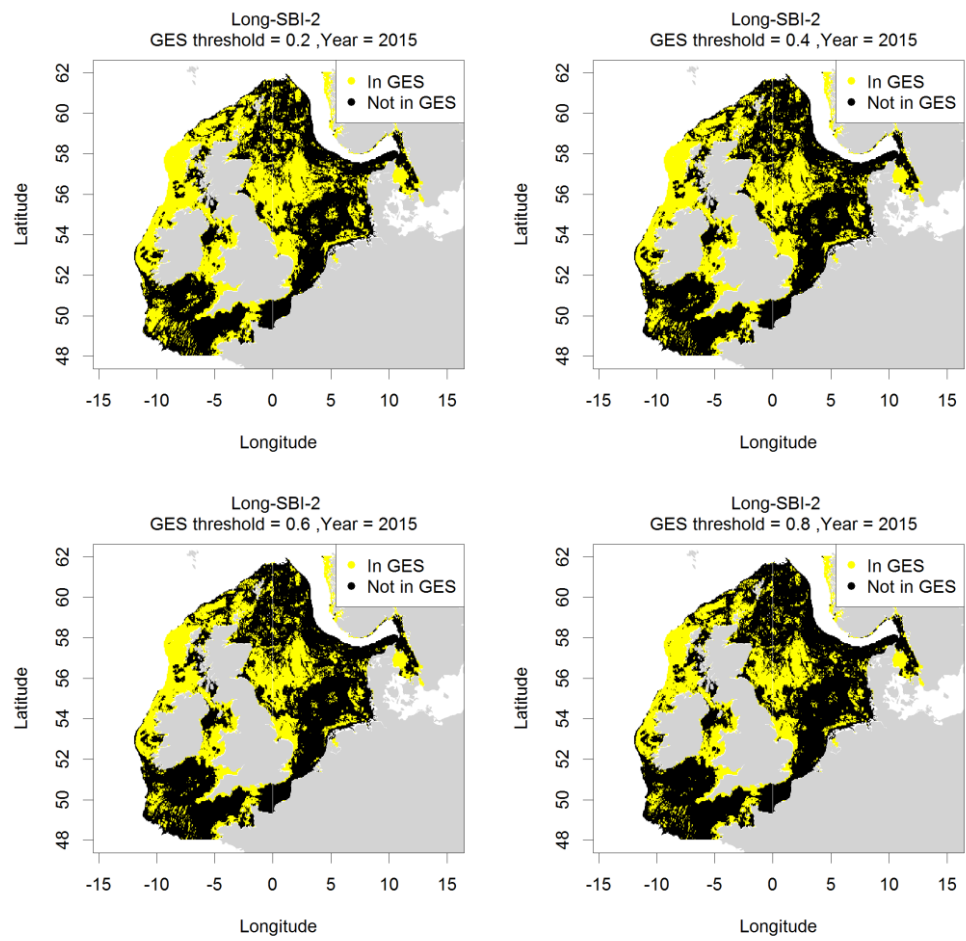 Long-SBI-2
GES threshold = 0.2 ,Year = 2015
In GES
Not in GES
Latitude
62
60
58
56
54
52
50
48
-15 -10 -5 0 5 10 15
Longitude
Long-SBI-2
GES threshold = 0.4 ,Year = 2015
In GES
Not in GES
Latitude
62
60
58
56
54
52
50
48
-15 -10 -5 0 5 10 15
Longitude
Long-SBI-2
GES threshold = 0.6 ,Year = 2015
In GES
Not in GES
Latitude
62
60
58
56
54
52
50
48
-15 -10 -5 0 5 10 15
Longitude
Long-SBI-2
GES threshold = 0.8 ,Year = 2015
In GES
Not in GES
Latitude
62
60
58
56
54
52
50
48
-15 -10 -5 0 5 10 15
Longitude